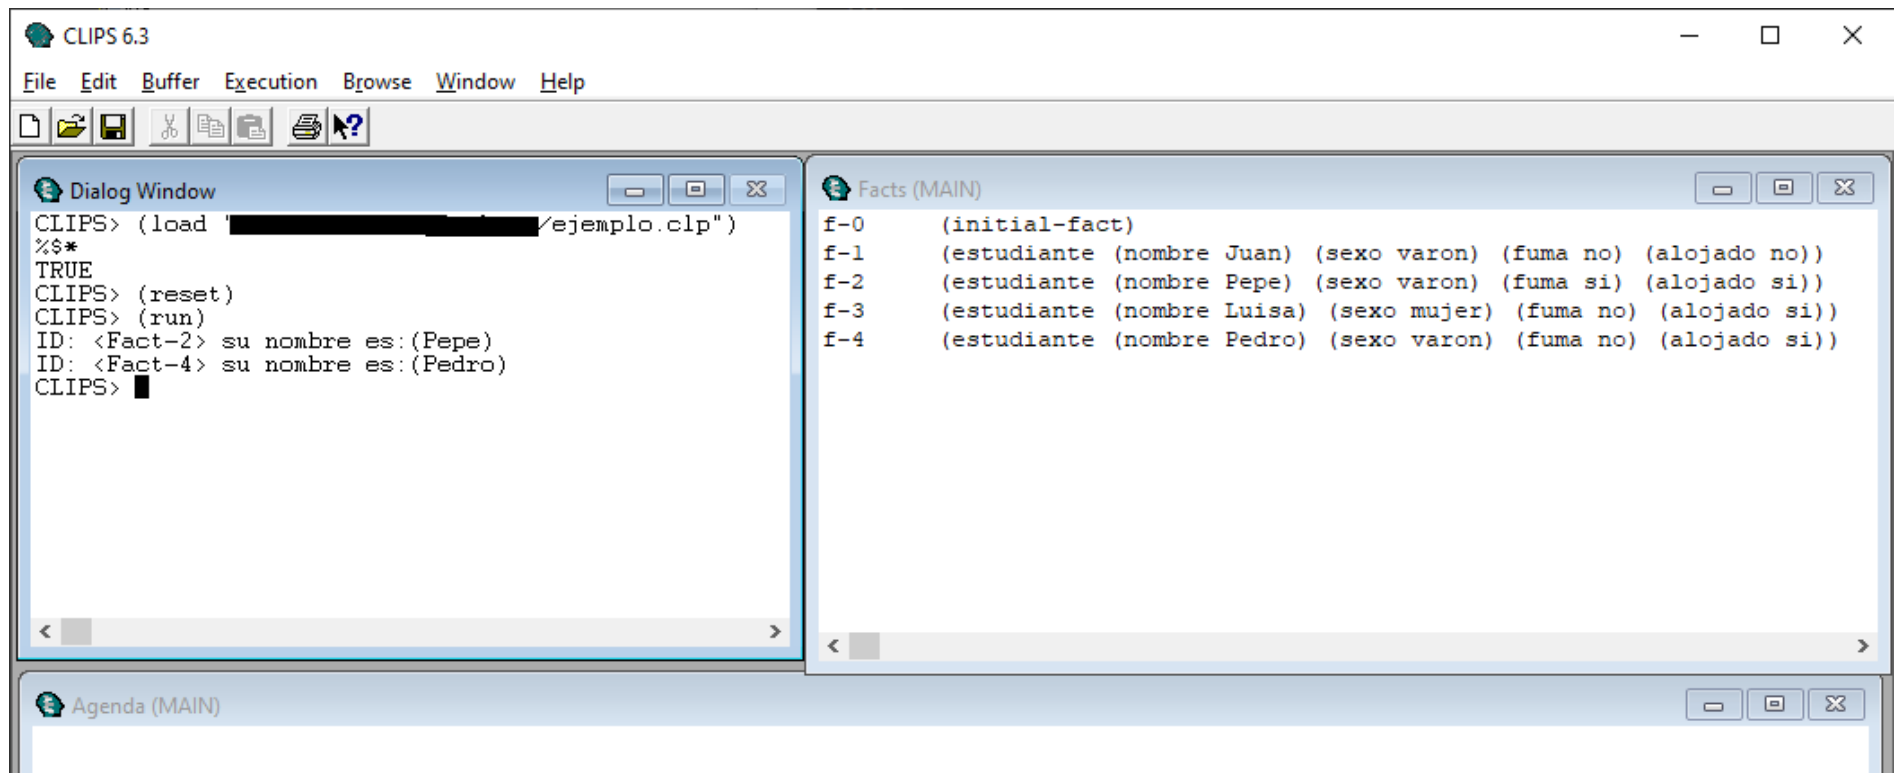 CLIPS 6.3
File Edit Buffer Execution Browse Window Help
Dialog Window
CLIPS> (load "/ejemplo.clp")
%$*
TRUE
CLIPS> (reset)
CLIPS> (run)
ID: <Fact-2> su nombre es:(Pepe)
ID: <Fact-4> su nombre es:(Pedro)
CLIPS>
Facts (MAIN)
f-0 (initial-fact)
f-1 (estudiante (nombre Juan) (sexo varon) (fuma no) (alojado no))
f-2 (estudiante (nombre Pepe) (sexo varon) (fuma si) (alojado si))
f-3 (estudiante (nombre Luisa) (sexo mujer) (fuma no) (alojado si))
f-4 (estudiante (nombre Pedro) (sexo varon) (fuma no) (alojado si))
Agenda (MAIN)